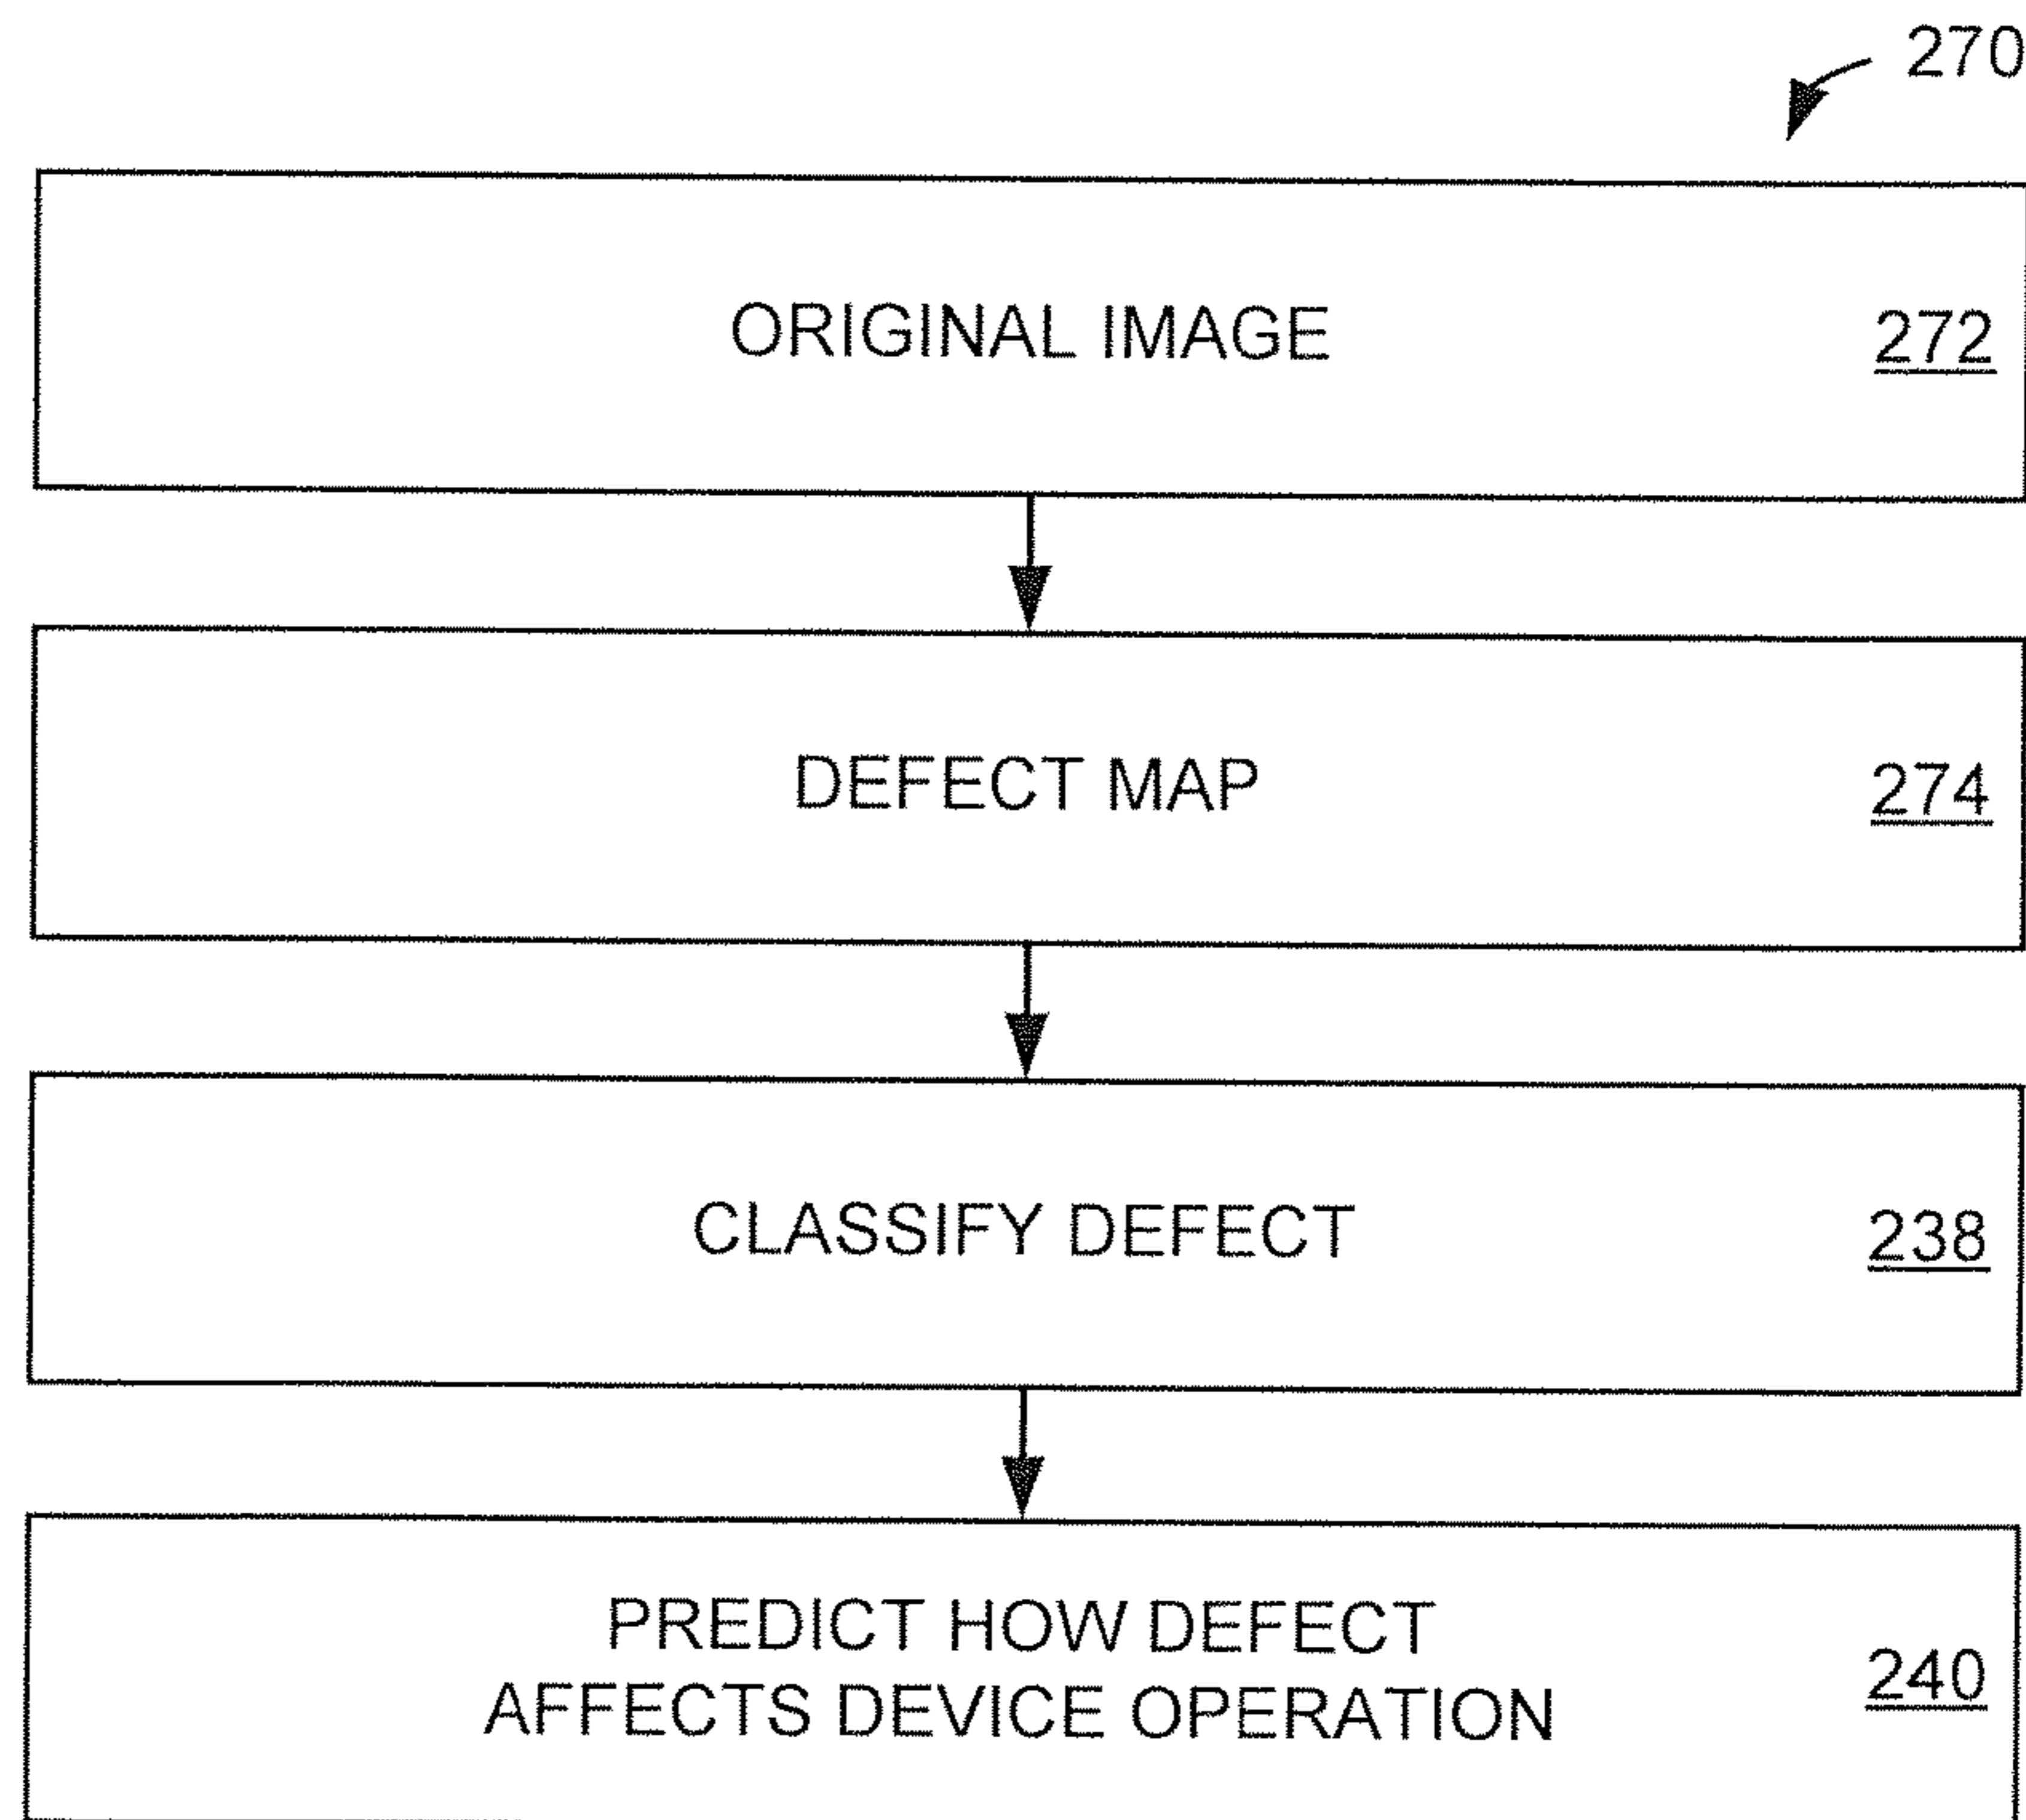 270
ORIGINAL IMAGE 272
DEFECT MAP 274
CLASSIFY DEFECT 238
PREDICT HOW DEFECT
AFFECTS DEVICE OPERATION 240